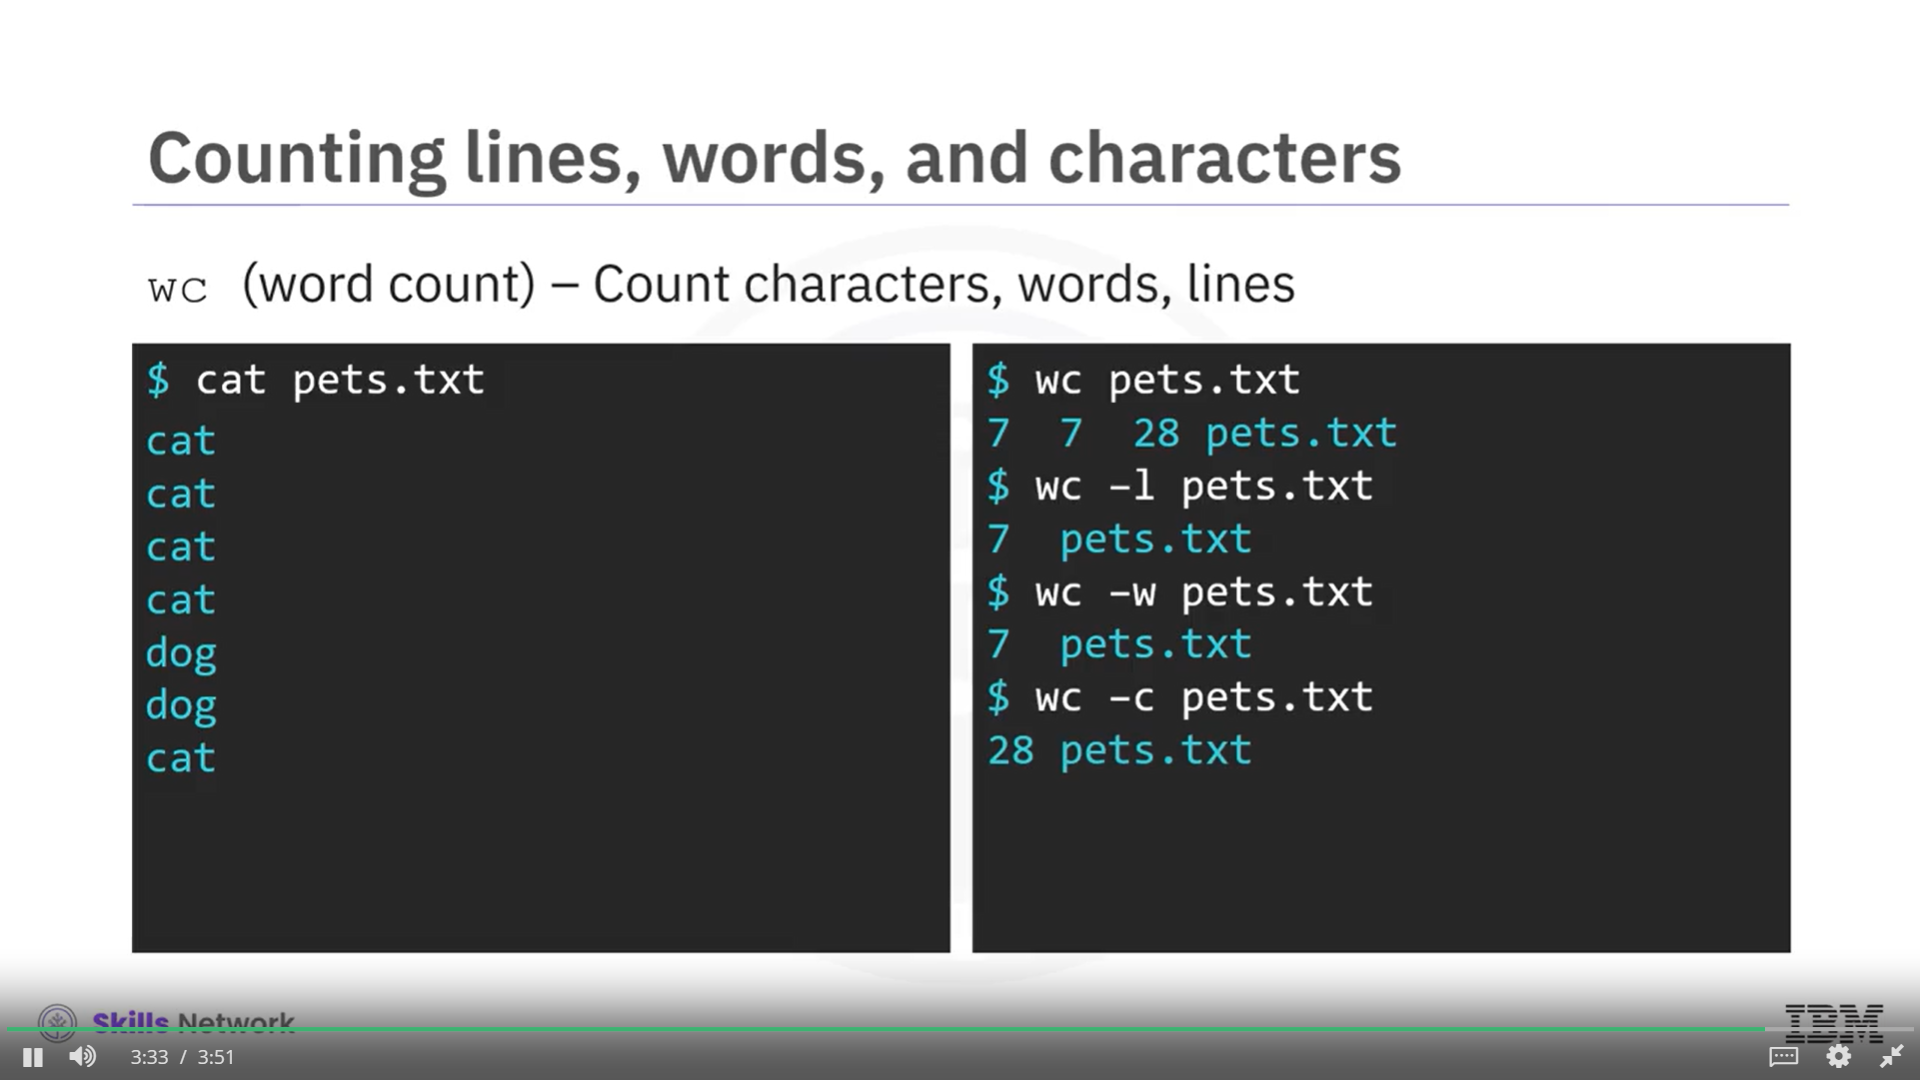 Counting lines, words, and characters
wc (word count) – Count characters, words, lines
$ cat pets.txt
cat
cat
cat
cat
dog
dog
cat
$ wc pets.txt
7 7 28 pets.txt
$ wc –l pets.txt
7 pets.txt
$ wc –w pets.txt
7 pets.txt
$ wc –c pets.txt
28 pets.txt
Skills Network
IBM
3:33 / 3:51